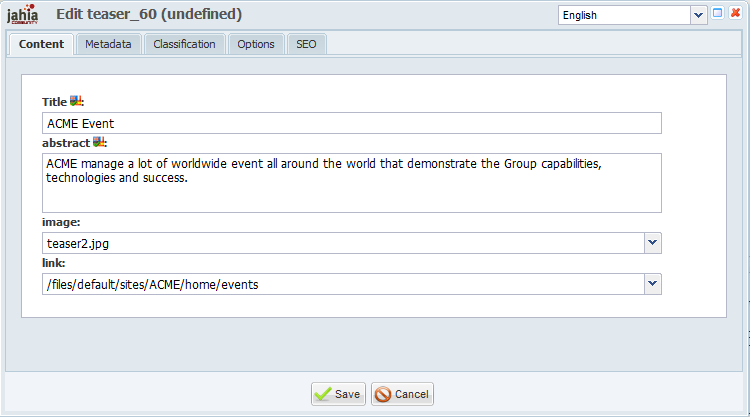 jahia
COMMUNITY
Edit teaser_60 (undefined)
English
Content Metadata Classification Options SEO
Title :
ACME Event
abstract :
ACME manage a lot of worldwide event all around the world that demonstrate the Group capabilities,
technologies and success.
image:
teaser2.jpg
link:
/files/default/sites/ACME/home/events
Save Cancel